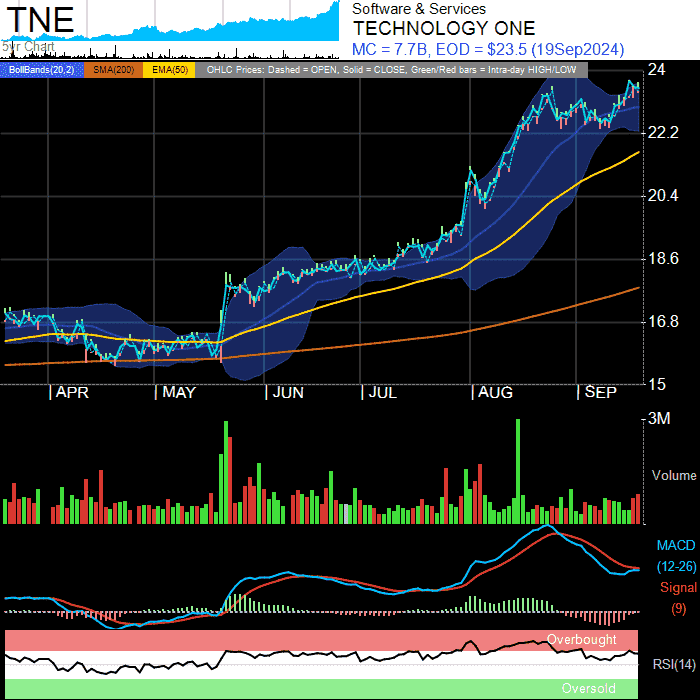 TNE
5yr Chart
Software & Services
TECHNOLOGY ONE
MC = 7.7B, EOD = $23.5 (19Sep2024)
BollBands(20,2) SMA(200) EMA(50) OHLC Prices: Dashed = OPEN, Solid = CLOSE, Green/Red bars = Intra-day HIGH/LOW
24
22.2
20.4
18.6
16.8
15
APR MAY JUN JUL AUG SEP
3M
Volume
MACD
(12-26)
Signal
(9)
Overbought
RSI(14)
Oversold